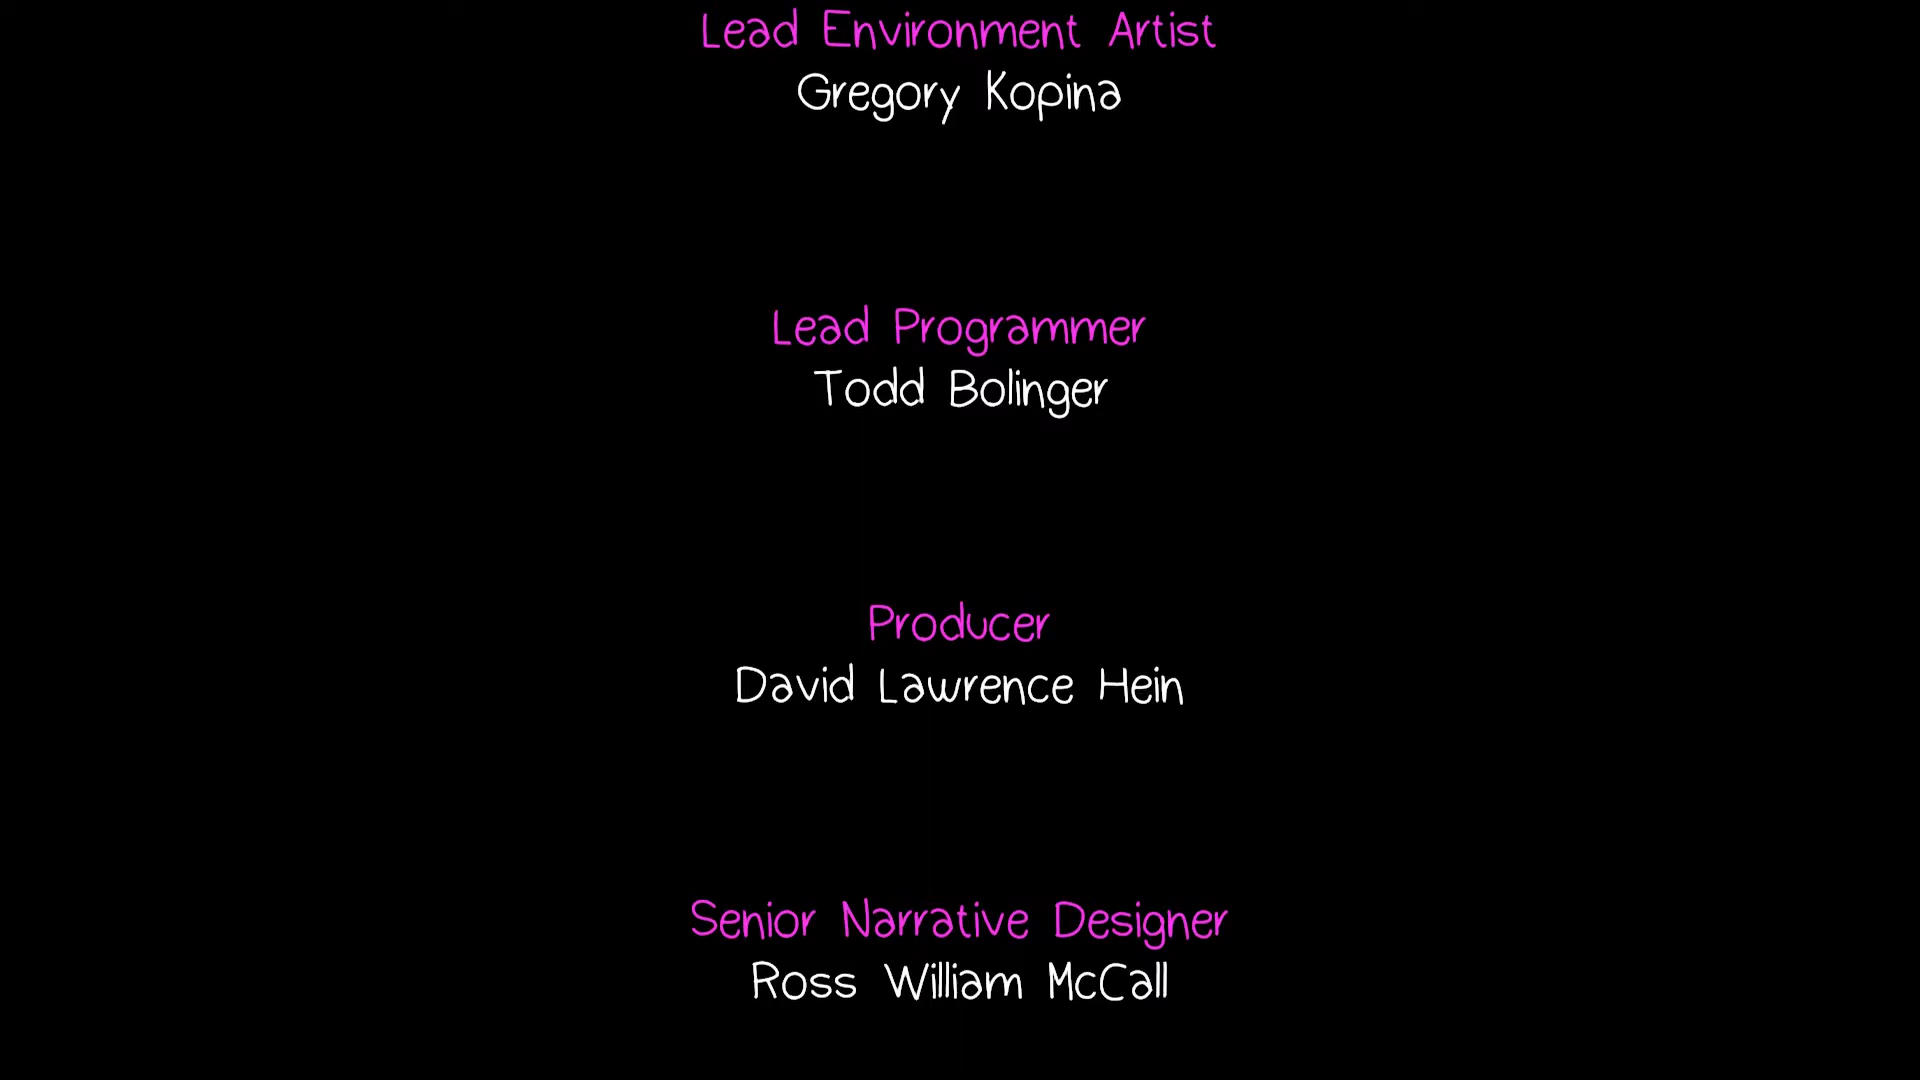 Lead Environment Artist
Gregory Kopina
Lead Programmer
Todd Bolinger
Producer
David Lawrence Hein
Senior Narrative Designer
Ross William McCall